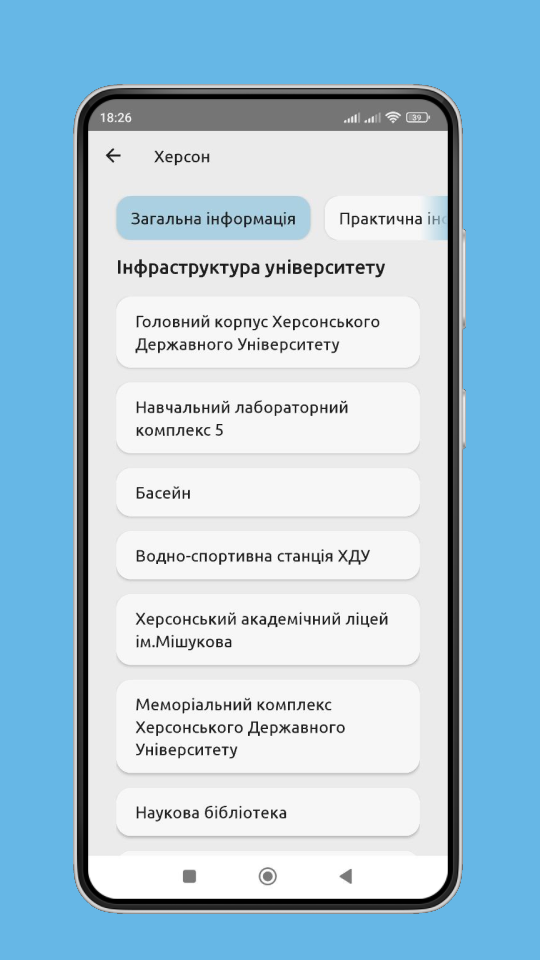 18:26
39
Херсон
Загальна інформація
Практична ін
Інфраструктура університету
Головний корпус Херсонського
Державного Університету
Навчальний лабораторний
комплекс 5
Басейн
Водно-спортивна станція ХДУ
Херсонський академічний ліцей
ім.Мішукова
Меморіальний комплекс
Херсонського Державного
Університету
Наукова бібліотека